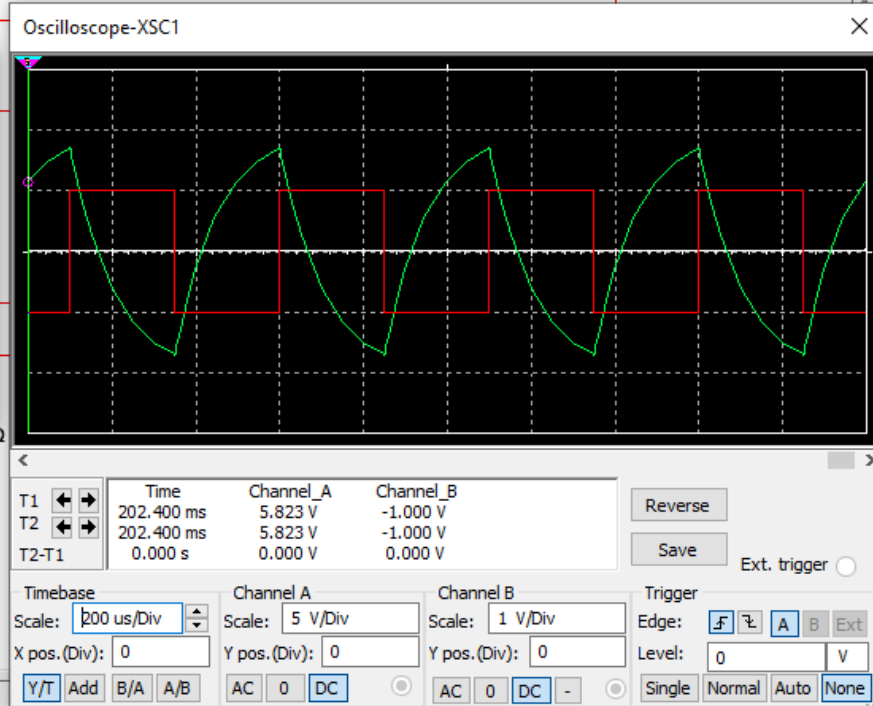 Oscilloscope-XSC1
Ω
T1
T2
T2-T1
Time Channel_A Channel_B
202.400 ms 5.823 V -1.000 V
202.400 ms 5.823 V -1.000 V
0.000 s 0.000 V 0.000 V
Reverse
Save
Ext. trigger
Timebase
Scale: 200 us/Div
X pos.(Div): 0
Y/T Add B/A A/B
Channel A
Scale: 5 V/Div
Y pos.(Div): 0
AC 0 DC
Channel B
Scale: 1 V/Div
Y pos.(Div): 0
AC 0 DC -
Trigger
Edge: A B Ext
Level: 0 V
Single Normal Auto None